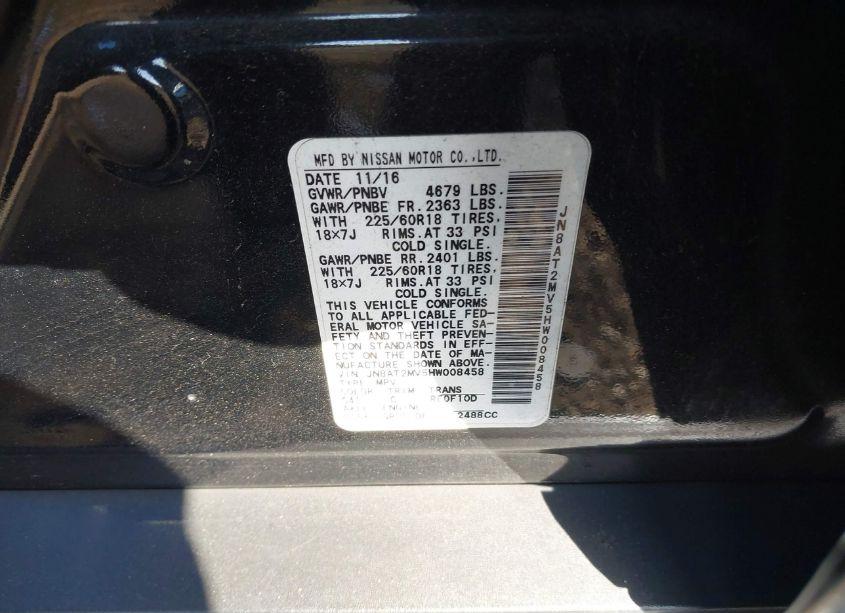 MFD BY NISSAN MOTOR CO.,LTD.
DATE 11/16
GVWR/PNBV 4679 LBS.
GAWR/PNBE FR. 2363 LBS.
WITH 225/60R18 TIRES,
18×7J RIMS.AT 33 PSI
COLD SINGLE.
GAWR/PNBE RR. 2401 LBS.
WITH 225/60R18 TIRES,
18×7J RIMS.AT 33 PSI
COLD SINGLE.
THIS VEHICLE CONFORMS
TO ALL APPLICABLE FED-
ERAL MOTOR VEHICLE SA-
FETY AND THEFT PREVEN-
TION STANDARDS IN EFF-
ECT ON THE DATE OF MA-
NUFACTURE SHOWN ABOVE.
VIN JN8AT2MV5HW008458
TYPE MPV
TRIM TRANS
RE0F10D
ENGINE
2488CC
JN8AT2MV5HW008458